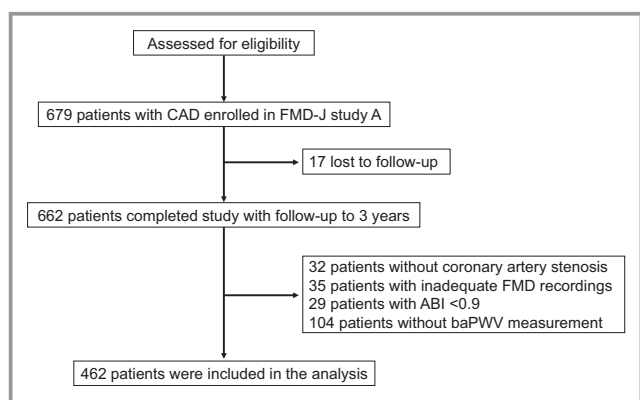 Assessed for eligibility
679 patients with CAD enrolled in FMD-J study A
17 lost to follow-up
662 patients completed study with follow-up to 3 years
32 patients without coronary artery stenosis
35 patients with inadequate FMD recordings
29 patients with ABI <0.9
104 patients without baPWV measurement
462 patients were included in the analysis